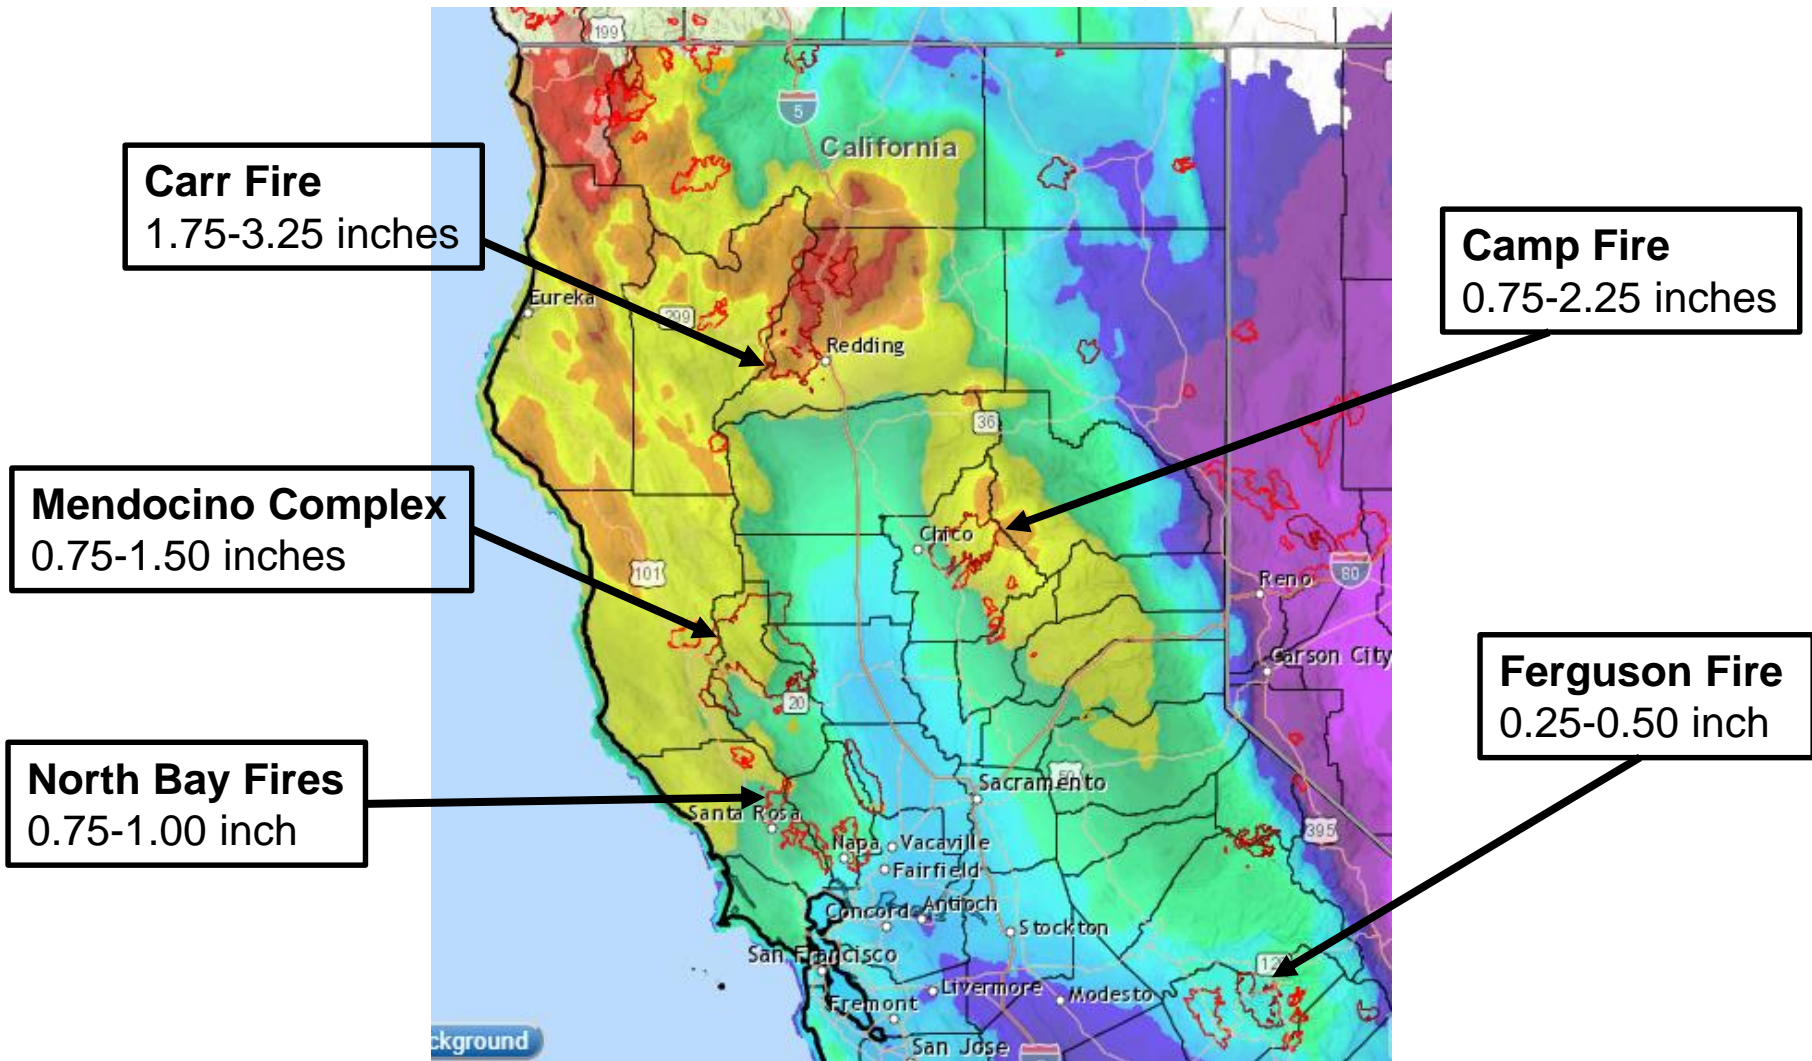 199
5
California
Carr Fire
1.75-3.25 inches
Camp Fire
0.75-2.25 inches
Eureka
299
Redding
36
Mendocino Complex
0.75-1.50 inches
Chico
101
Reno
80
Carson City
Ferguson Fire
0.25-0.50 inch
20
North Bay Fires
0.75-1.00 inch
50
Sacramento
Santa Rosa
395
Napa
Vacaville
Fairfield
Concord
Antioch
Stockton
San Francisco
12
Livermore
Modesto
Fremont
ckground
San Jose